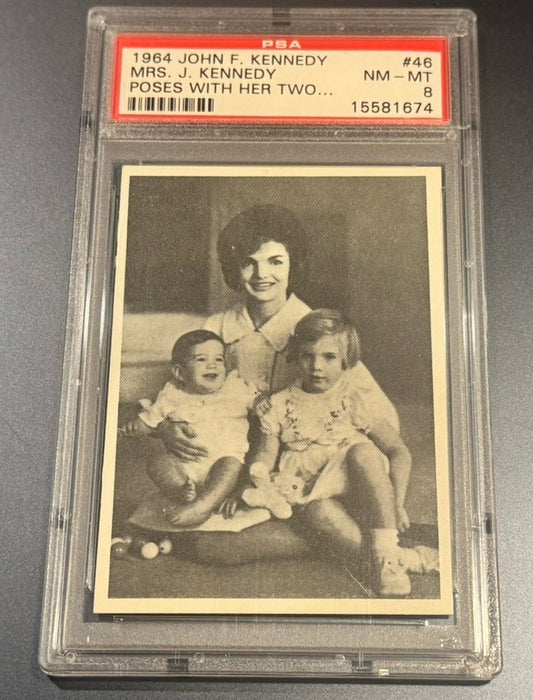 PSA
1964 JOHN F. KENNEDY #46
MRS. J. KENNEDY NM - MT
POSES WITH HER TWO... 8
15581674